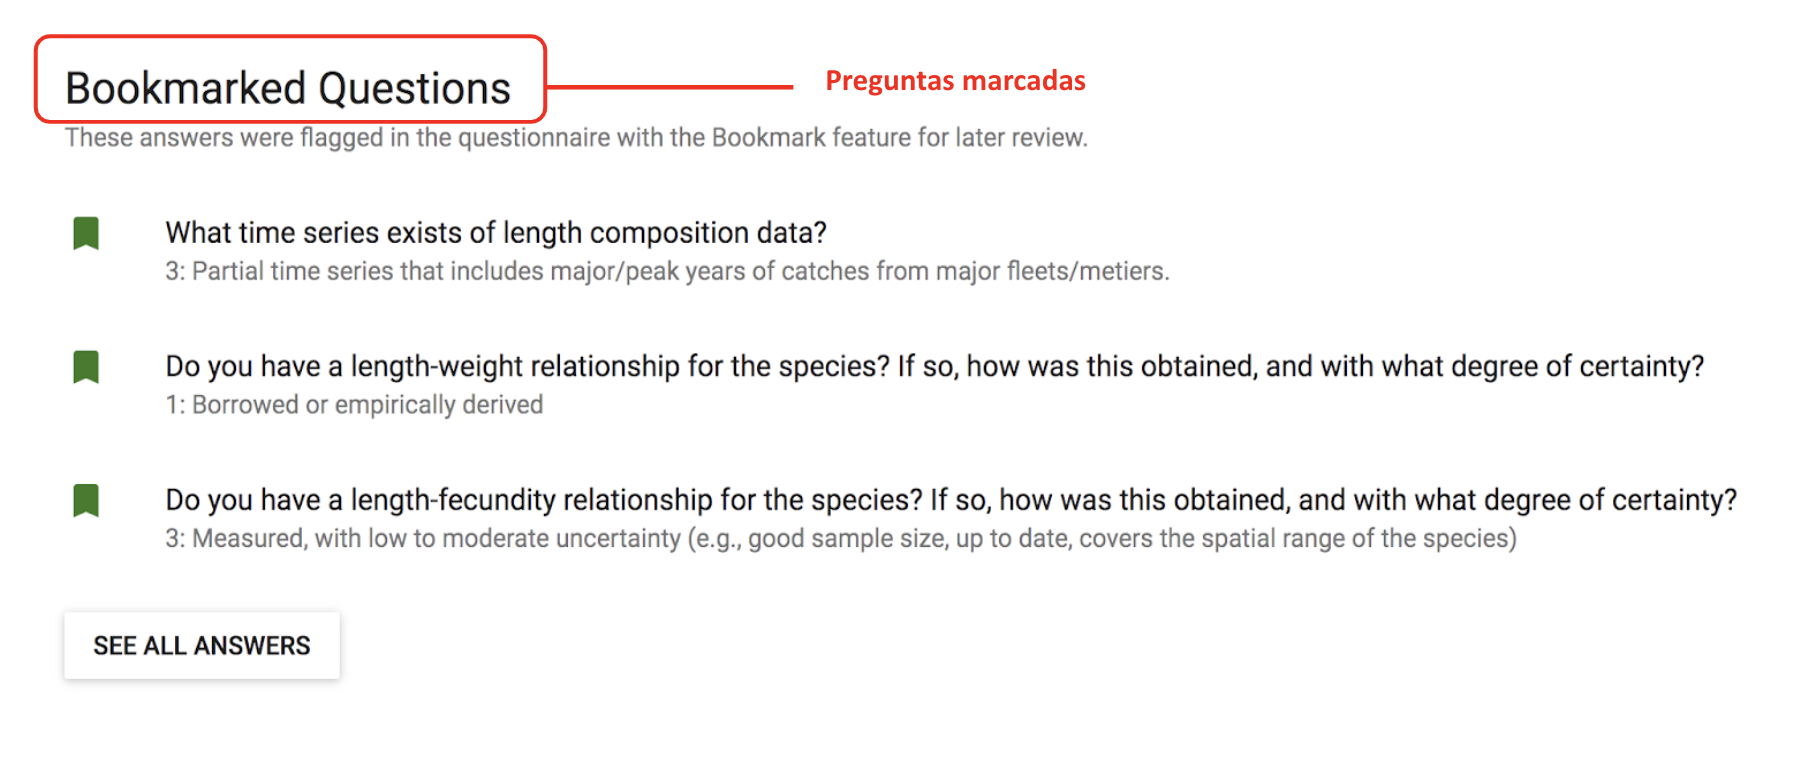 Bookmarked Questions
Preguntas marcadas
These answers were flagged in the questionnaire with the Bookmark feature for later review.
What time series exists of length composition data?
3: Partial time series that includes major/peak years of catches from major fleets/metiers.
Do you have a length-weight relationship for the species? If so, how was this obtained, and with what degree of certainty?
1: Borrowed or empirically derived
Do you have a length-fecundity relationship for the species? If so, how was this obtained, and with what degree of certainty?
3: Measured, with low to moderate uncertainty (e.g., good sample size, up to date, covers the spatial range of the species)
SEE ALL ANSWERS